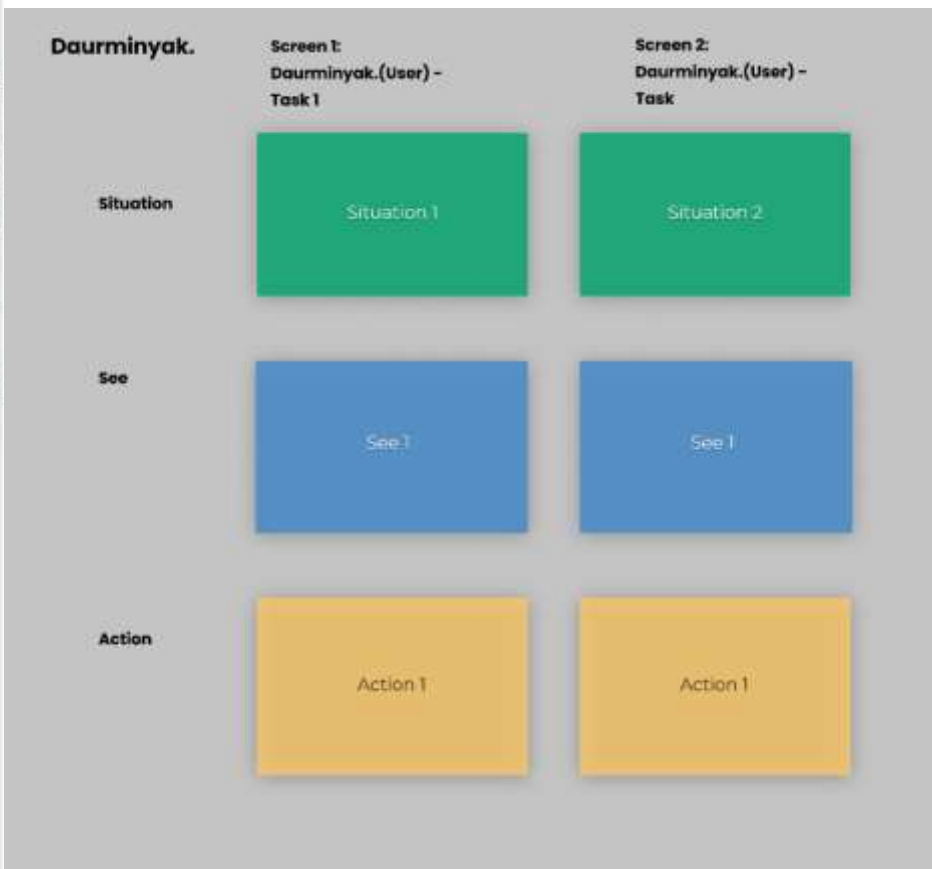 Daurminyak.
Screen 1:
Daurminyak.(User) -
Task 1
Screen 2:
Daurminyak.(User) -
Task
Situation
Situation 1
Situation 2
See
See 1
See 1
Action
Action 1
Action 1